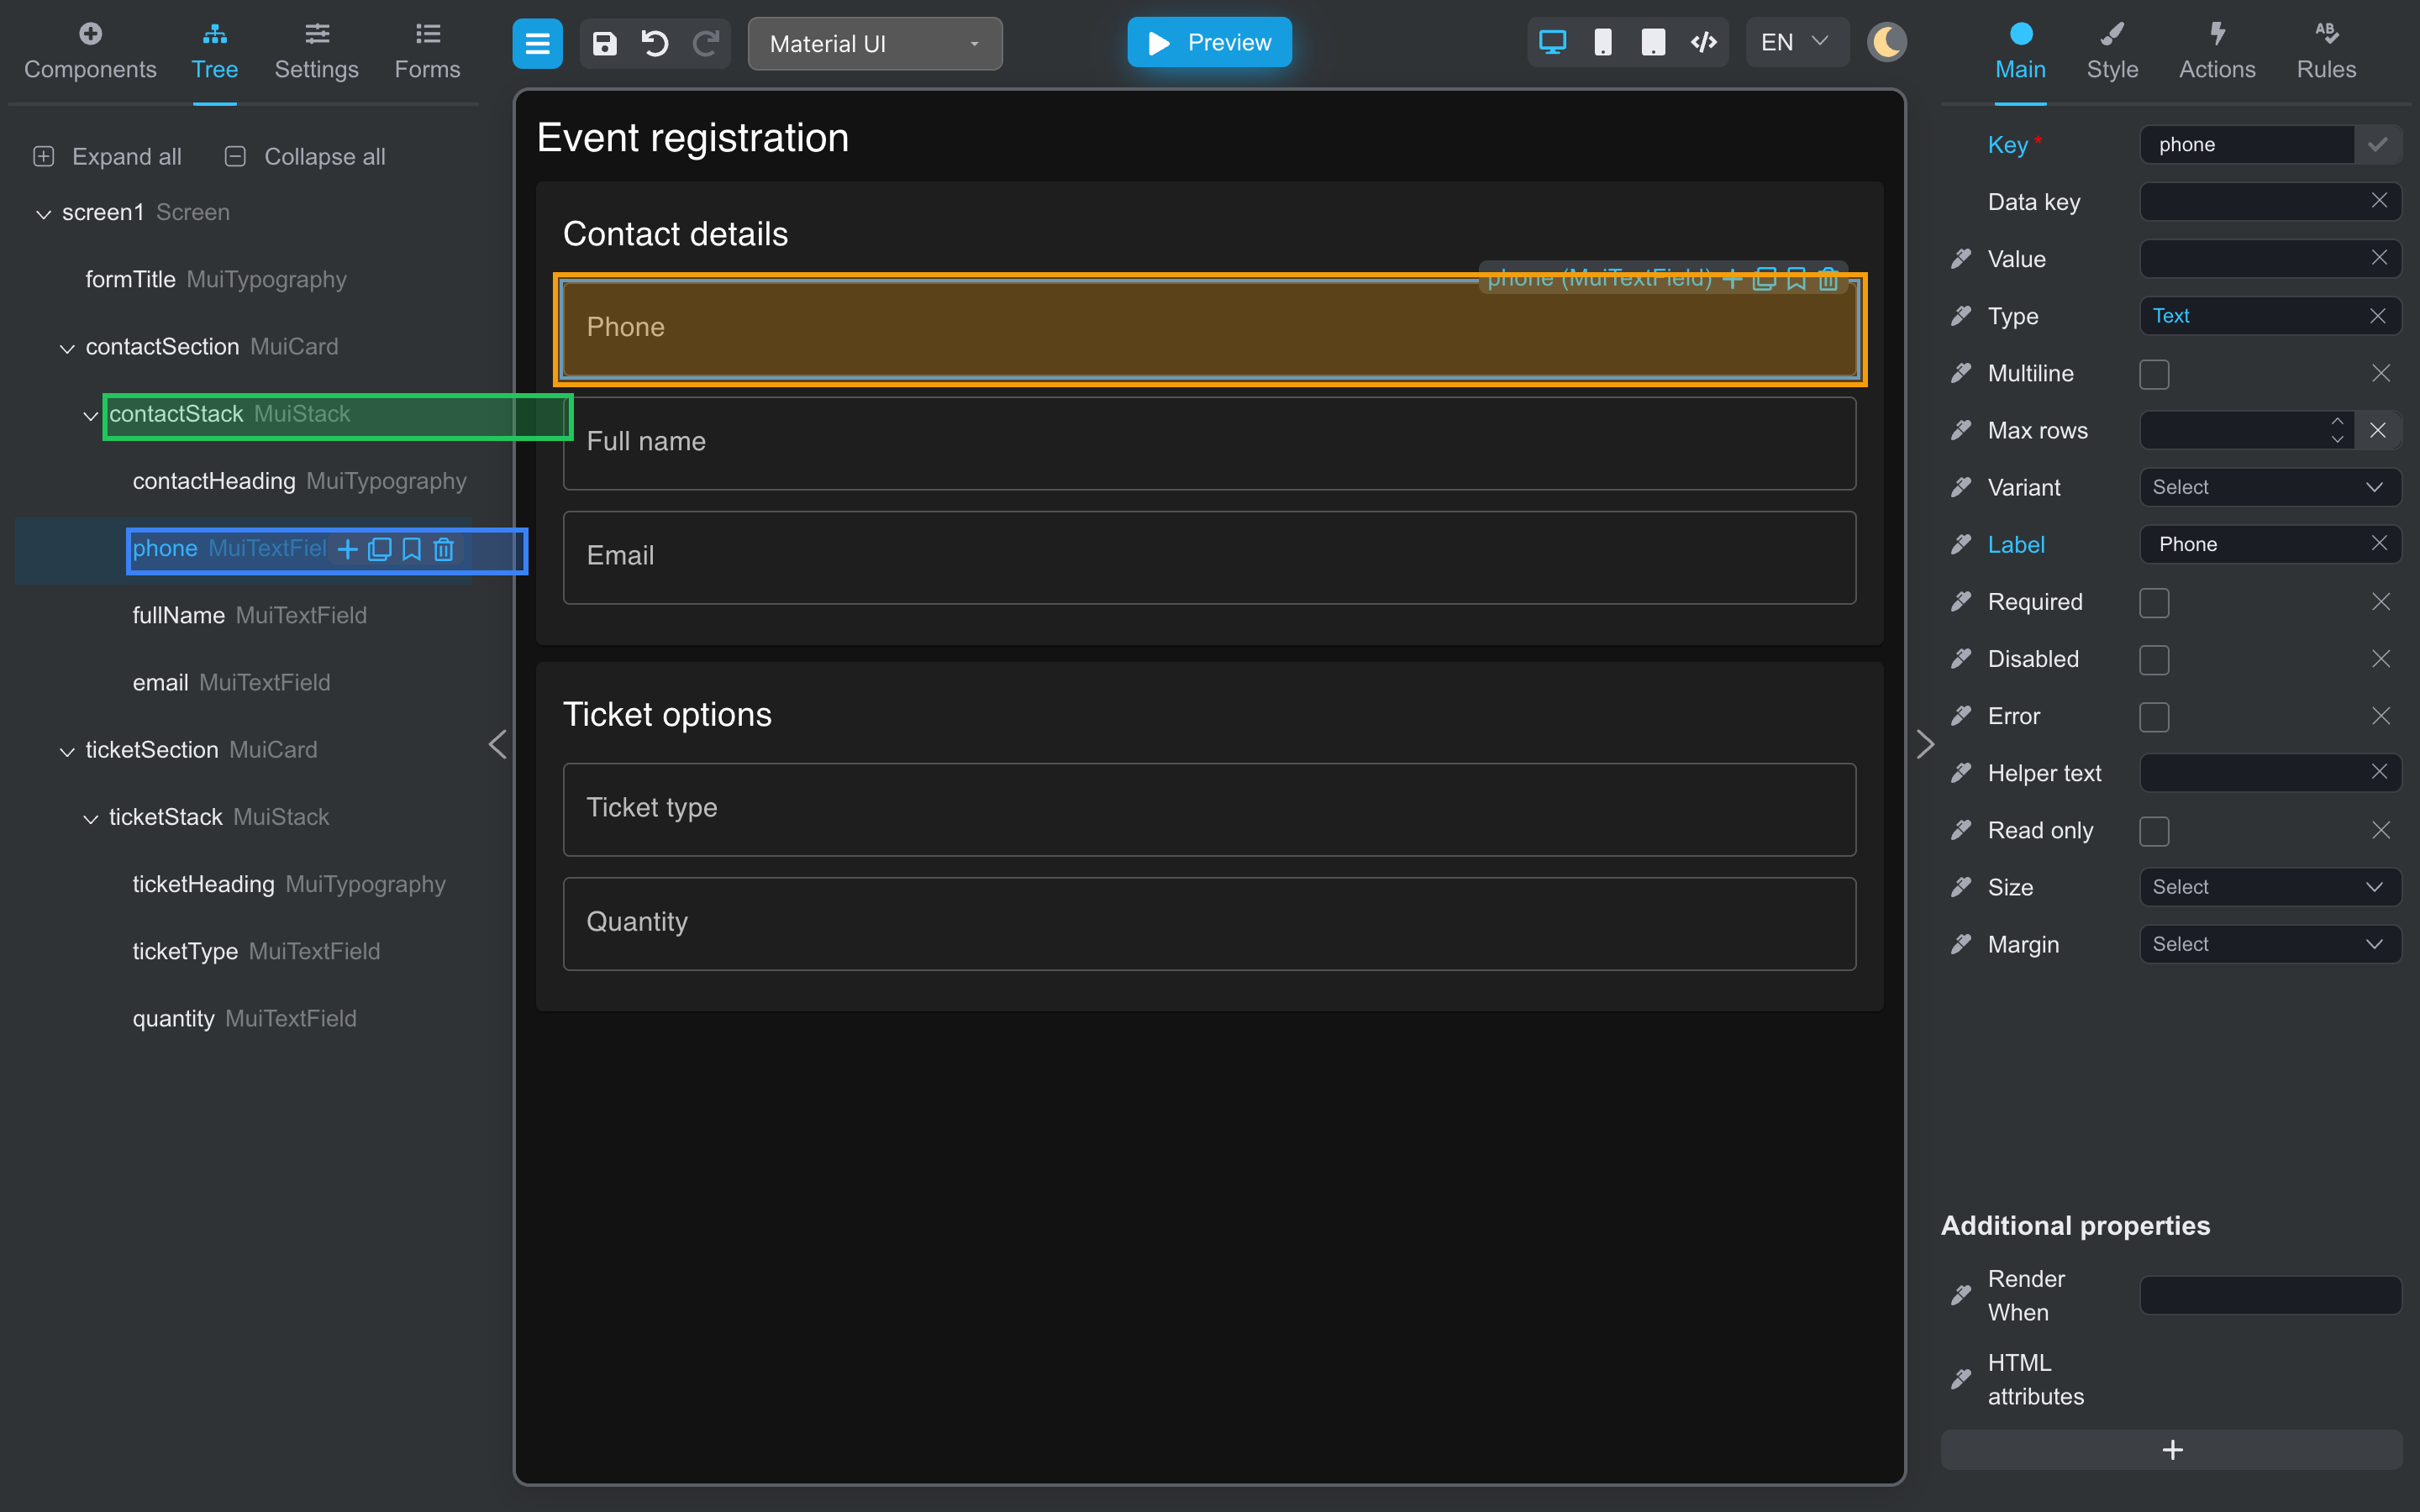 Components Tree Settings Forms
Material UI
Preview
EN
Main Style Actions Rules
Expand all Collapse all
screen1 Screen
formTitle MuiTypography
contactSection MuiCard
contactStack MuiStack
contactHeading MuiTypography
phone MuiTextFiel
fullName MuiTextField
email MuiTextField
ticketSection MuiCard
ticketStack MuiStack
ticketHeading MuiTypography
ticketType MuiTextField
quantity MuiTextField
Event registration
Contact details
phone (MuiTextField)
Phone
Full name
Email
Ticket options
Ticket type
Quantity
Key * phone
Data key
Value
Type Text
Multiline
Max rows
Variant Select
Label Phone
Required
Disabled
Error
Helper text
Read only
Size Select
Margin Select
Additional properties
Render
When
HTML
attributes